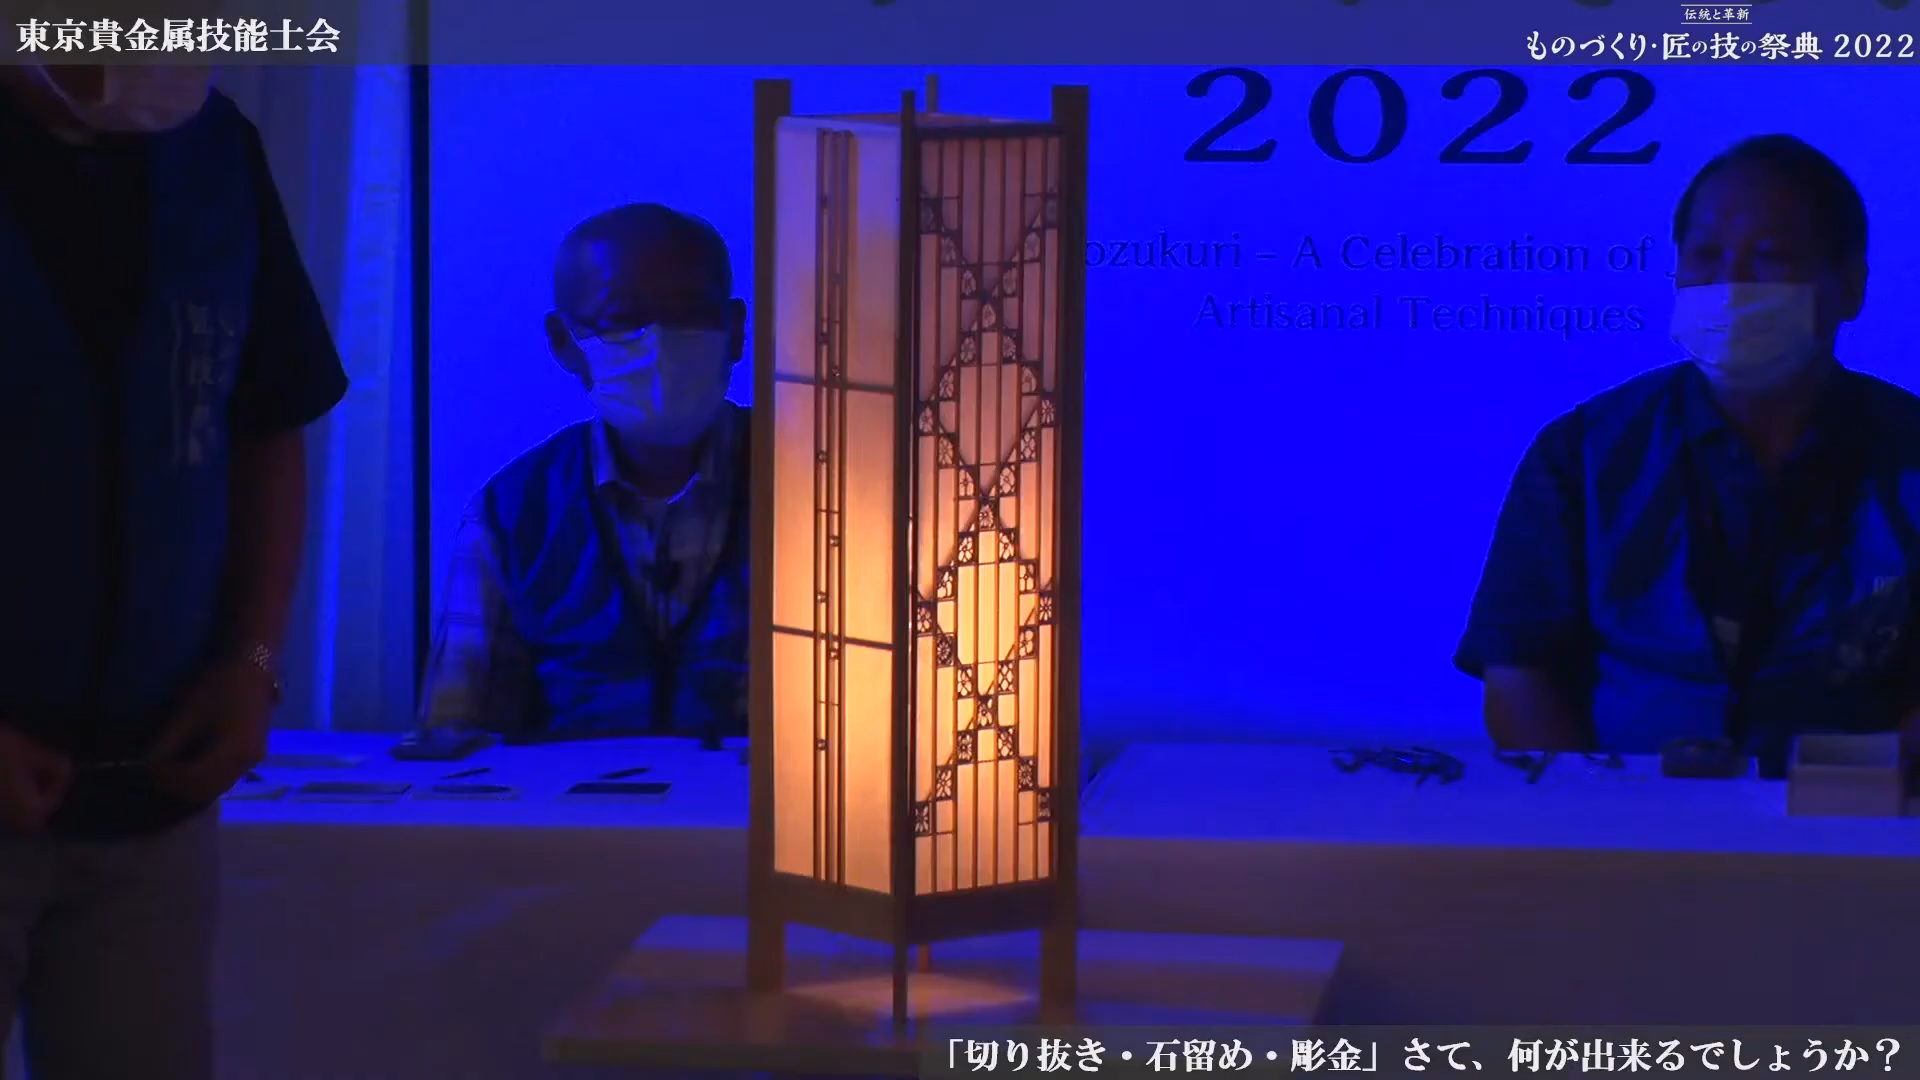 東京貴金属技能士会
伝統と革新
ものづくり・匠の技の祭典 2022
2022
ozukuri – A Celebration of J
Artisanal Techniques
「切り抜き・石留め・彫金」さて、何が出来るでしょうか？